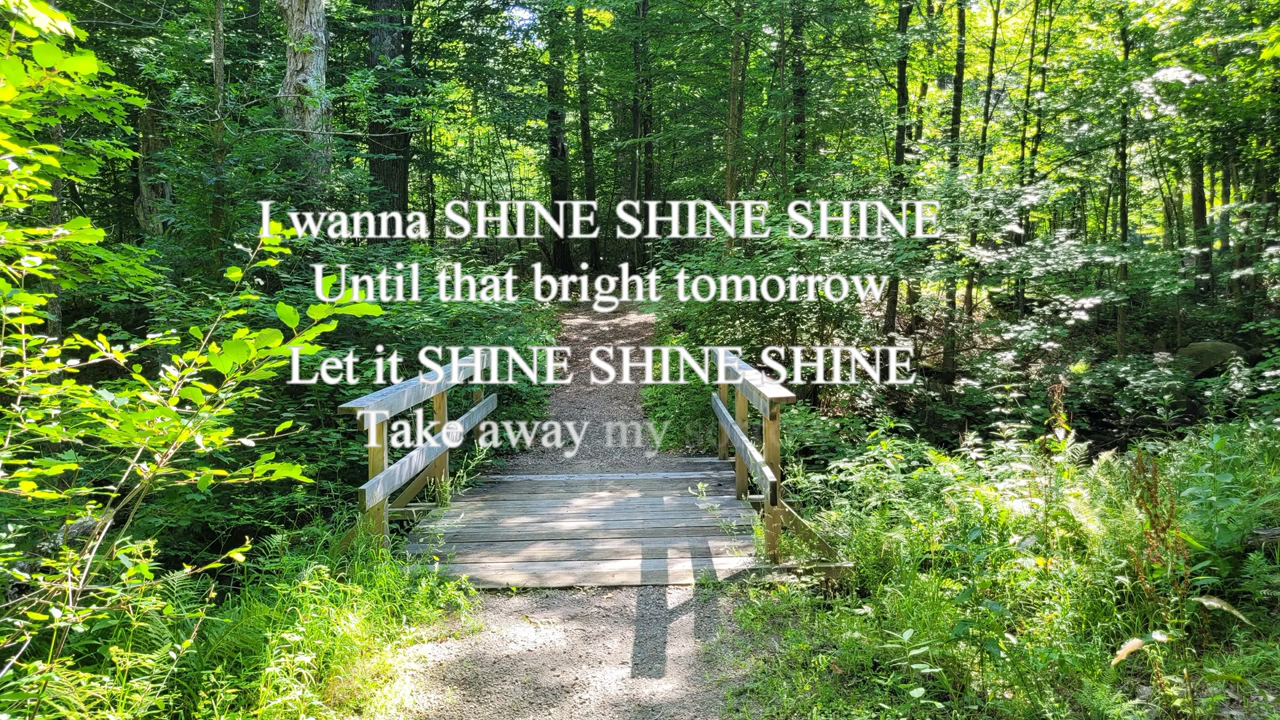 I wanna SHINE SHINE SHINE
Until that bright tomorrow
Let it SHINE SHINE SHINE
Take away my